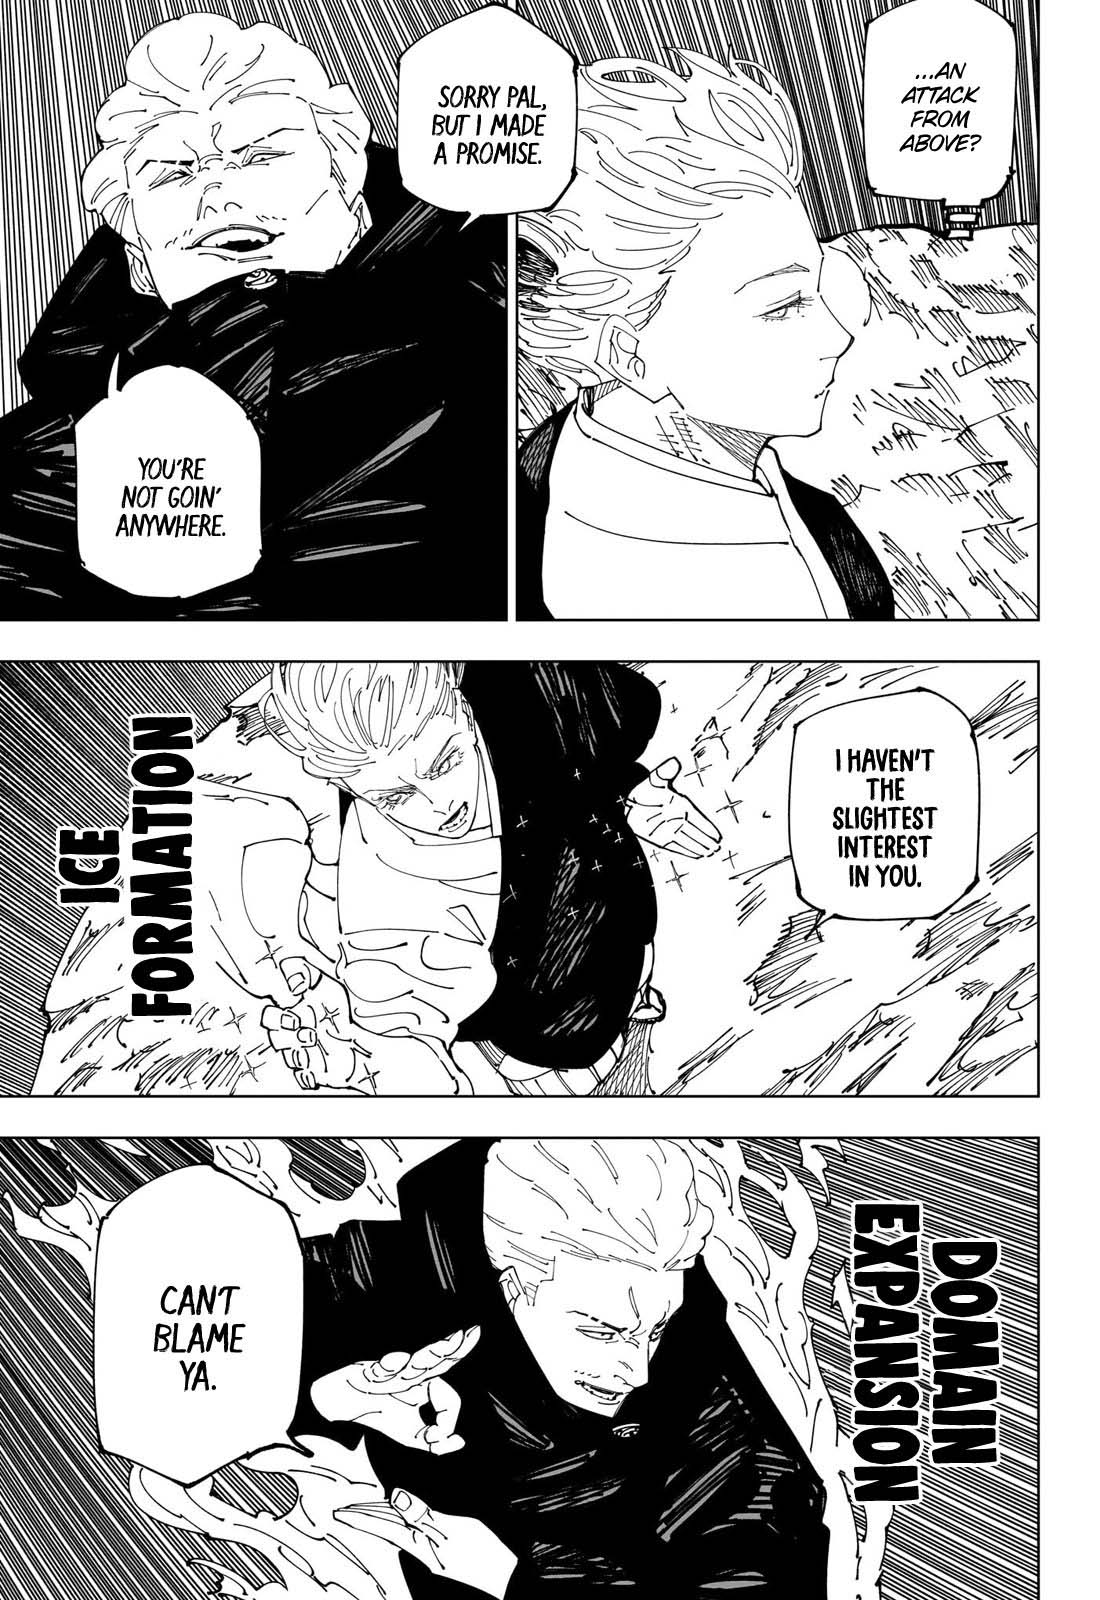 ...AN
ATTACK
FROM
ABOVE?
SORRY PAL,
BUT I MADE
A PROMISE.
YOU'RE
NOT GOIN'
ANYWHERE.
I HAVEN'T
THE
SLIGHTEST
INTEREST
IN YOU.
ICE
FORMATION
DOMAIN
EXPANSION
CAN'T
BLAME
YA.